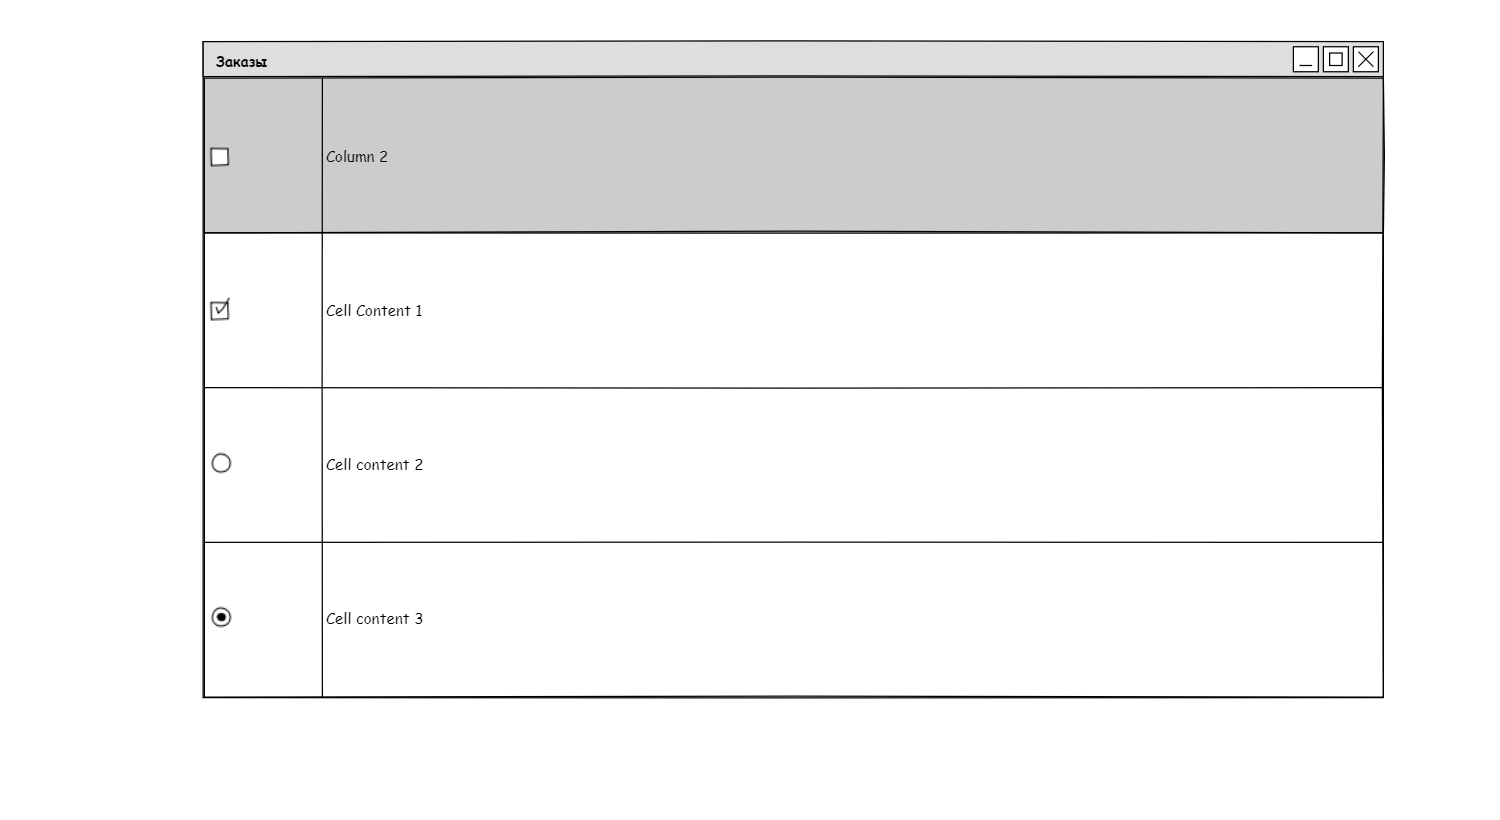 Заказы
Column 2
Cell Content 1
Cell content 2
Cell content 3